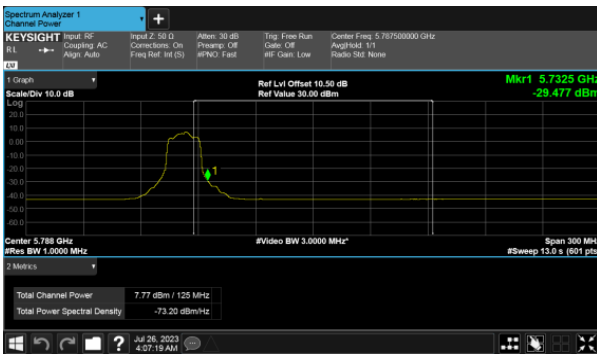 Spectrum Analyzer 1
Channel Power
+
KEYSIGHT Input: RF Input Z: 50 Ω Atten: 30 dB Trig: Free Run Center Freq: 5.787500000 GHz
R L Coupling: AC Corrections: On Preamp: Off Gate: Off Avg|Hold: 1/1
Align: Auto Freq Ref: Int (S) #PNO: Fast #IF Gain: Low Radio Std: None
LM
1 Graph Ref Lvl Offset 10.50 dB Mkr1 5.7325 GHz
Scale/Div 10.0 dB Ref Value 30.00 dBm -29.477 dBm
Log
20.0
10.0
0.00
-10.0
-20.0
1
-30.0
-40.0
-50.0
-60.0
Center 5.788 GHz #Video BW 3.0000 MHz* Span 300 MHz
#Res BW 1.0000 MHz #Sweep 13.0 s (601 pts
2 Metrics
Total Channel Power 7.77 dBm / 125 MHz
Total Power Spectral Density -73.20 dBm/Hz
? Jul 26, 2023
4:07:19 AM